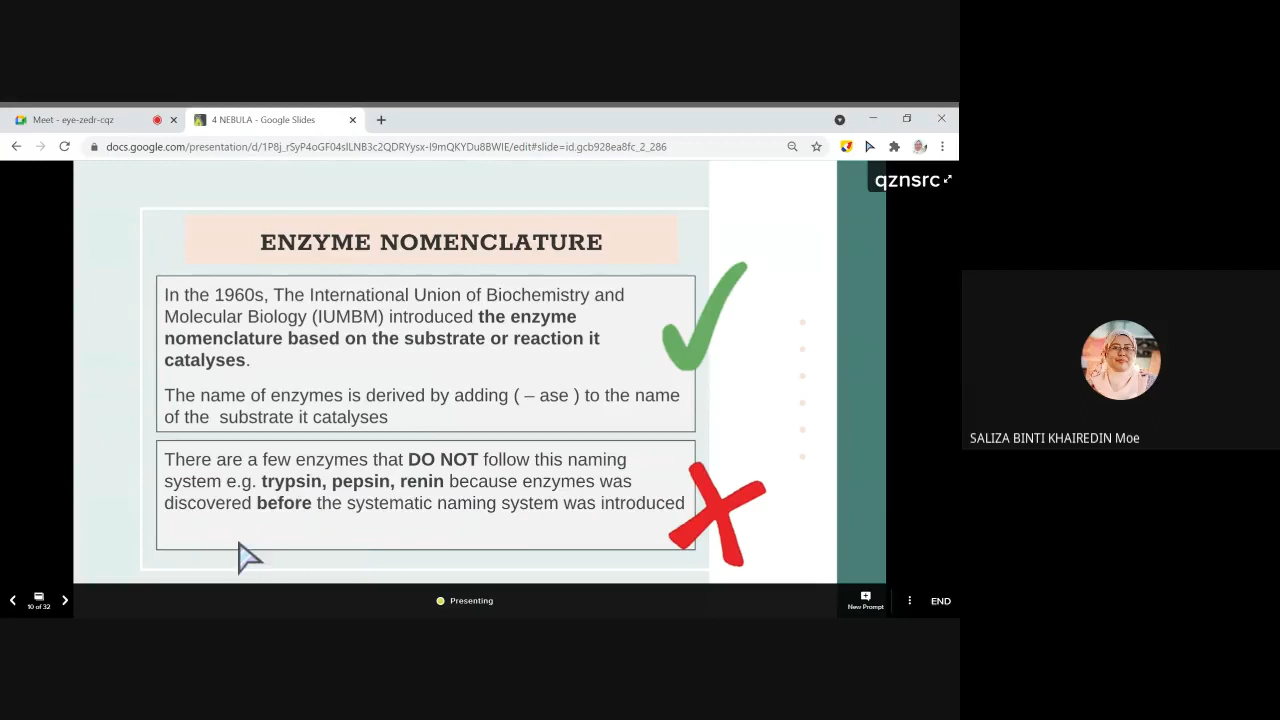 Meet - eye-zedr-cqz
4 NEBULA - Google Slides
docs.google.com/presentation/d/1P8j_rSyP4oGF04slLNB3c2QDRYysx-I9mQKYDu8BWIE/edit#slide=id.gcb928ea8fc_2_286
qznsrc
ENZYME NOMENCLATURE
In the 1960s, The International Union of Biochemistry and
Molecular Biology (IUMBM) introduced the enzyme
nomenclature based on the substrate or reaction it
catalyses.
The name of enzymes is derived by adding ( – ase ) to the name
of the substrate it catalyses
There are a few enzymes that DO NOT follow this naming
system e.g. trypsin, pepsin, renin because enzymes was
discovered before the systematic naming system was introduced
SALIZA BINTI KHAIREDIN Moe
10 of 32
Presenting
New Prompt
END